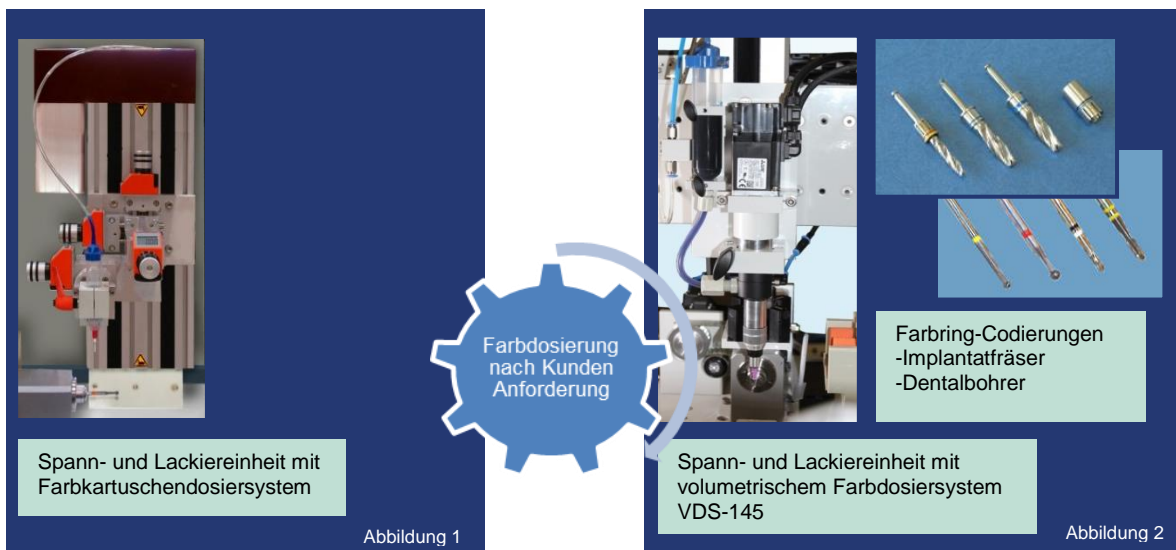 Spann- und Lackiereinheit mit
Farbkartuschendosiersystem
Abbildung 1
Farbdosierung
nach Kunden
Anforderung
Farbring-Codierungen
-Implantatfräser
-Dentalbohrer
Spann- und Lackiereinheit mit
volumetrischem Farbdosiersystem
VDS-145
Abbildung 2